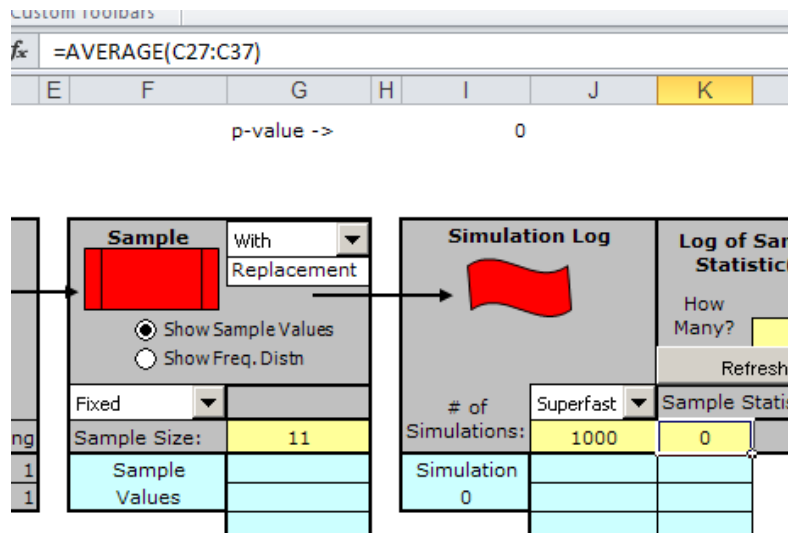 Custom Toolbars
fx =AVERAGE(C27:C37)
E F G H I J K
p-value -> 0
Sample
With
Replacement
Show Sample Values
Show Freq. Distn
Fixed
Sample Size: 11
Sample
Values
Simulation Log
# of
Simulations:
Superfast
1000
Simulation
0
Log of
How
Many?
Refresh
Sample
0
1
1